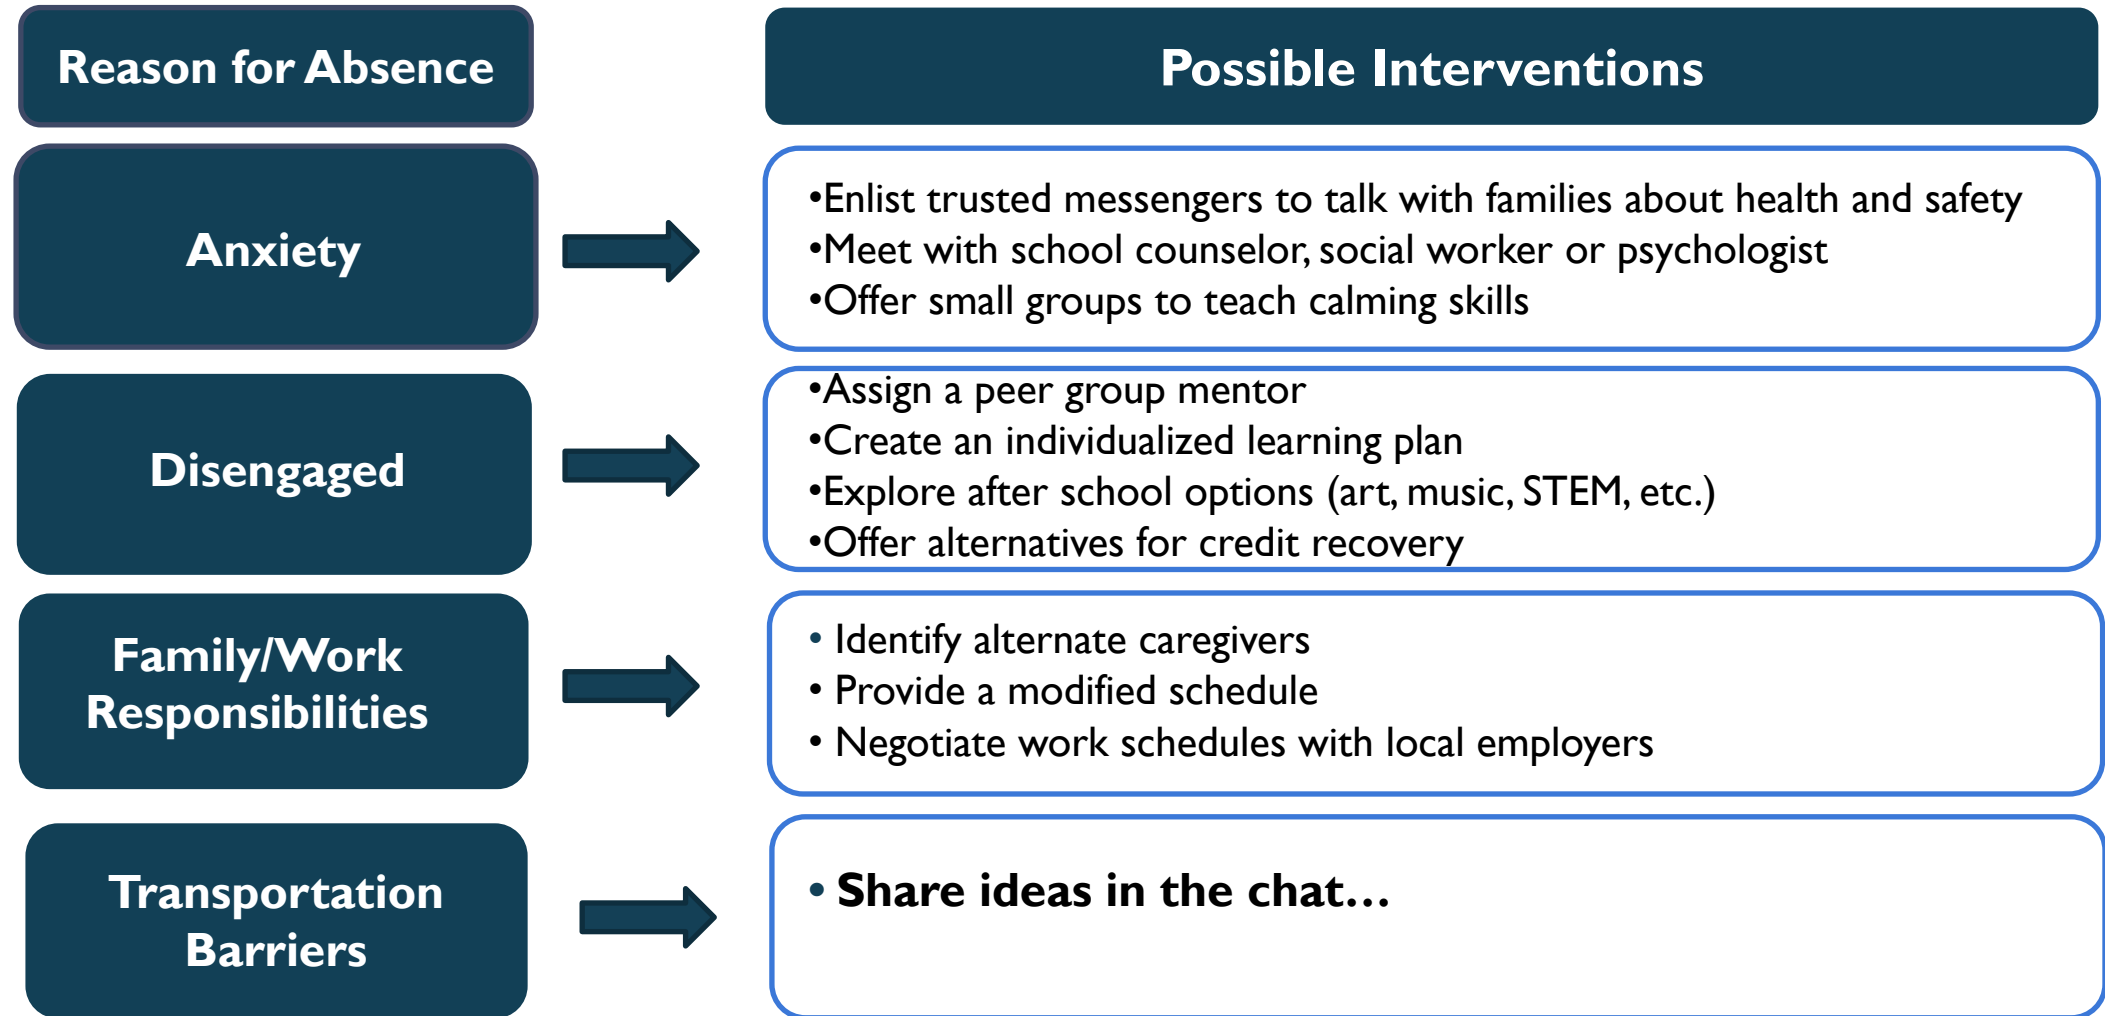 Reason for Absence
Possible Interventions
Anxiety
•Enlist trusted messengers to talk with families about health and safety
•Meet with school counselor, social worker or psychologist
•Offer small groups to teach calming skills
Disengaged
•Assign a peer group mentor
•Create an individualized learning plan
•Explore after school options (art, music, STEM, etc.)
•Offer alternatives for credit recovery
Family/Work
Responsibilities
• Identify alternate caregivers
• Provide a modified schedule
• Negotiate work schedules with local employers
Transportation
Barriers
• Share ideas in the chat…